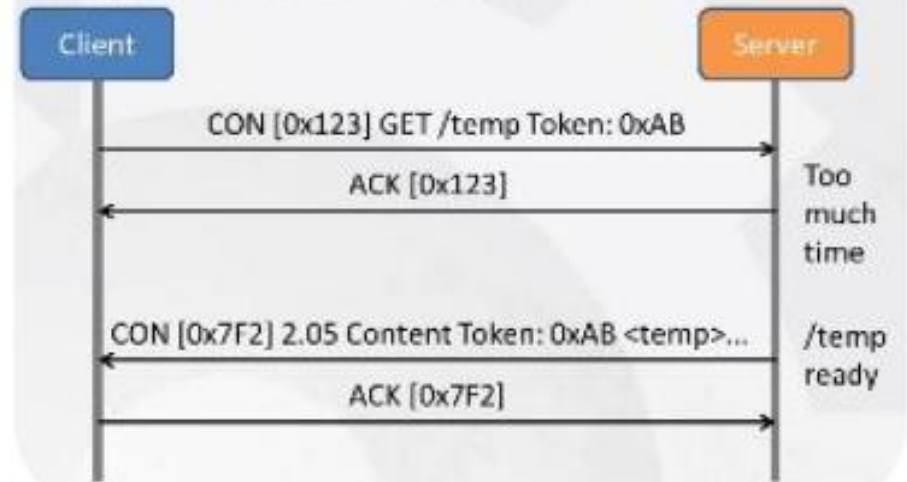 Client
Server
CON [0x123] GET /temp Token: 0xAB
ACK [0x123]
Too
much
time
CON [0x7F2] 2.05 Content Token: 0xAB <temp>...
/temp
ready
ACK [0x7F2]